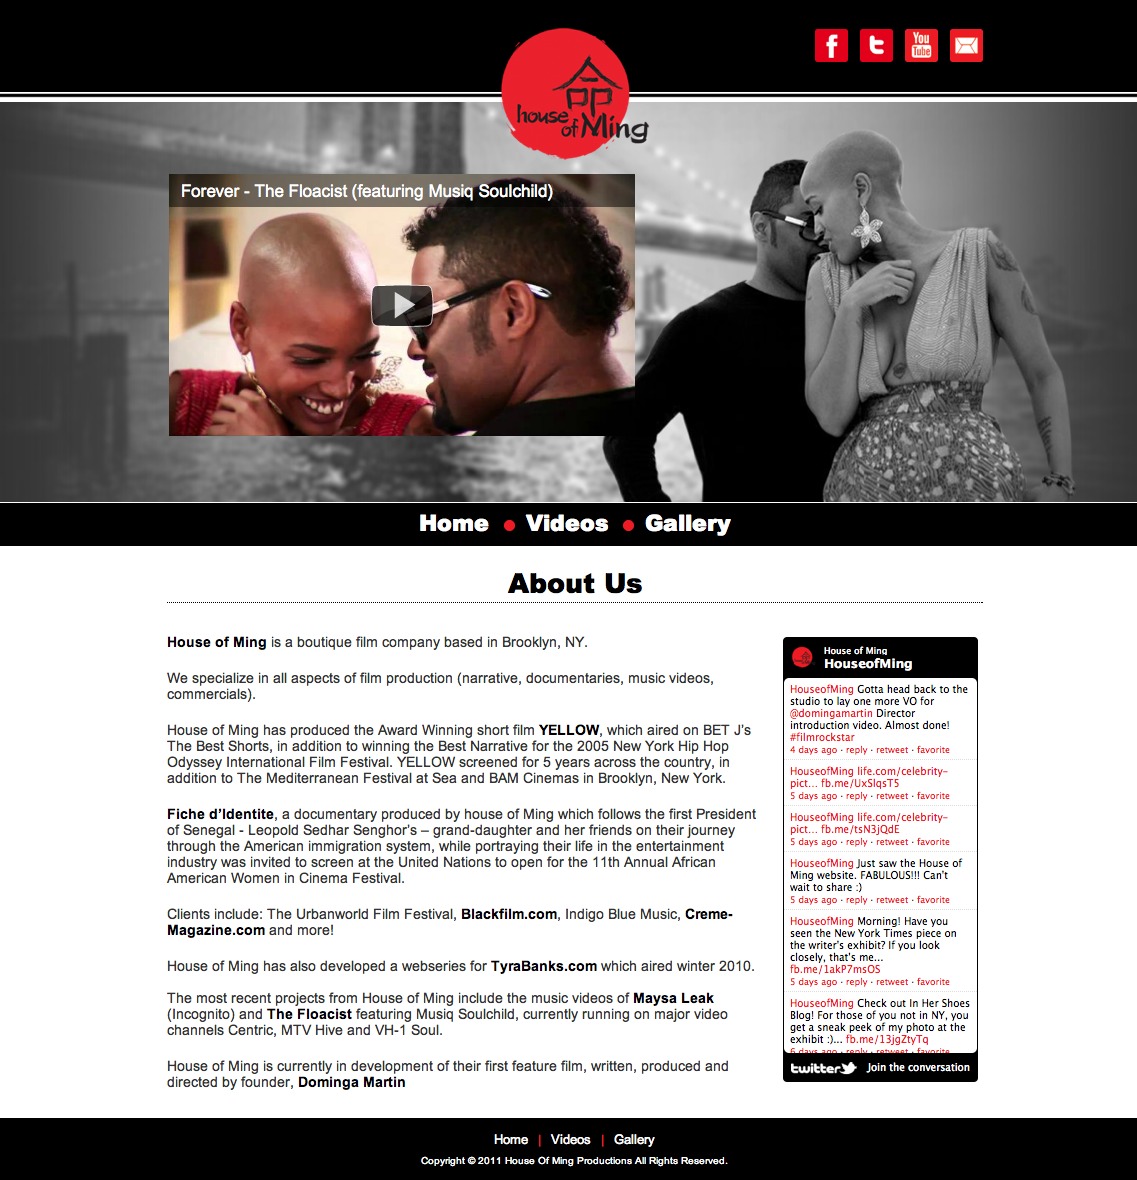 f
t
You
Tube
house
of Ming
Forever - The Floacist (featuring Musiq Soulchild)
Home
Videos
Gallery
About Us
House of Ming is a boutique film company based in Brooklyn, NY.
We specialize in all aspects of film production (narrative, documentaries, music videos,
commercials).
House of Ming has produced the Award Winning short film YELLOW, which aired on BET J's
The Best Shorts, in addition to winning the Best Narrative for the 2005 New York Hip Hop
Odyssey International Film Festival. YELLOW screened for 5 years across the country, in
addition to The Mediterranean Festival at Sea and BAM Cinemas in Brooklyn, New York.
Fiche d'Identite, a documentary produced by house of Ming which follows the first President
of Senegal - Leopold Sedhar Senghor's – grand-daughter and her friends on their journey
through the American immigration system, while portraying their life in the entertainment
industry was invited to screen at the United Nations to open for the 11th Annual African
American Women in Cinema Festival.
Clients include: The Urbanworld Film Festival, Blackfilm.com, Indigo Blue Music, Creme-
Magazine.com and more!
House of Ming has also developed a webseries for TyraBanks.com which aired winter 2010.
The most recent projects from House of Ming include the music videos of Maysa Leak
(Incognito) and The Floacist featuring Musiq Soulchild, currently running on major video
channels Centric, MTV Hive and VH-1 Soul.
House of Ming is currently in development of their first feature film, written, produced and
directed by founder, Dominga Martin
House of Ming
HouseofMing
HouseofMing Gotta head back to the
studio to lay one more VO for
@domingamartin Director
introduction video. Almost done!
#filmrockstar
4 days ago · reply · retweet · favorite
HouseofMing life.com/celebrity-
pict... fb.me/UxSlqsT5
5 days ago · reply · retweet · favorite
HouseofMing life.com/celebrity-
pict... fb.me/tsN3jQdE
5 days ago · reply · retweet · favorite
HouseofMing Just saw the House of
Ming website. FABULOUS!!! Can't
wait to share :)
5 days ago · reply · retweet · favorite
HouseofMing Morning! Have you
seen the New York Times piece on
the writer's exhibit? If you look
closely, that's me...
fb.me/1akP7msOS
5 days ago · reply · retweet · favorite
HouseofMing Check out In Her Shoes
Blog! For those of you not in NY, you
get a sneak peek of my photo at the
exhibit :)... fb.me/13jgZtyTq
6 days ago · reply · retweet · favorite
twitter Join the conversation
Home | Videos | Gallery
Copyright © 2011 House Of Ming Productions All Rights Reserved.